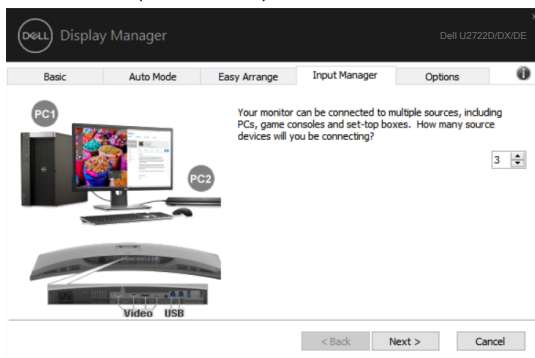 DELL Display Manager
Dell U2722D/DX/DE
Basic
Auto Mode
Easy Arrange
Input Manager
Options
PC1
PC2
Video USB
Your monitor can be connected to multiple sources, including
PCs, game consoles and set-top boxes. How many source
devices will you be connecting?
3
< Back
Next >
Cancel